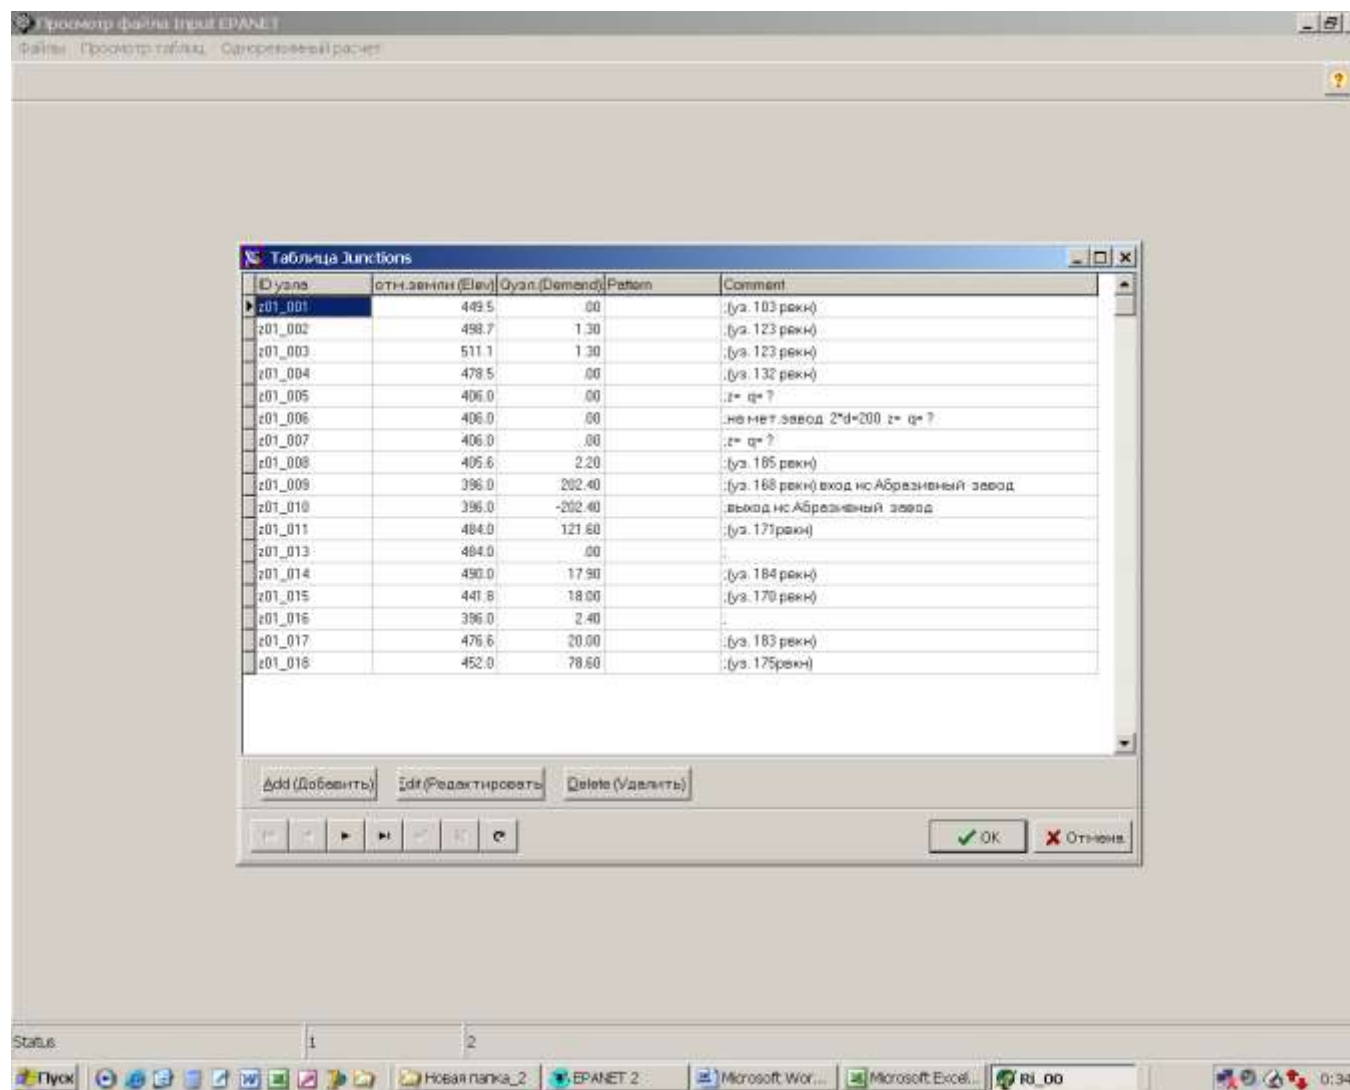 Просмотр файла Input EPANET
Файлы Просмотр таблиц Однорежимный расчет
Таблица Junctions
ID узла отм.земли (Elev) Qузл.(Demand) Pattern Comment
z01_001 449.5 .00 ;(уз. 103 рекн)
z01_002 498.7 1.30 ;(уз. 123 рекн)
z01_003 511.1 1.30 ;(уз. 123 рекн)
z01_004 478.5 .00 ;(уз. 132 рекн)
z01_005 406.0 .00 ;z= q= ?
z01_006 406.0 .00 ;на мет.завод 2*d=200 z= q= ?
z01_007 406.0 .00 ;z= q= ?
z01_008 405.6 2.20 ;(уз. 165 рекн)
z01_009 396.0 202.40 ;(уз. 168 рекн) вход нс Абразивный завод
z01_010 396.0 -202.40 ;выход нс Абразивный завод
z01_011 484.0 121.60 ;(уз. 171рекн)
z01_013 484.0 .00 ;
z01_014 490.0 17.90 ;(уз. 184 рекн)
z01_015 441.8 18.00 ;(уз. 170 рекн)
z01_016 396.0 2.40 ;
z01_017 476.6 20.00 ;(уз. 183 рекн)
z01_018 452.0 78.60 ;(уз. 175рекн)
Add (Добавить) Edit (Редактировать Delete (Удалить)
OK Отмена
Status 1 2
Пуск Новая папка_2 EPANET 2 Microsoft Wor... Microsoft Excel... Ri_00 0:34